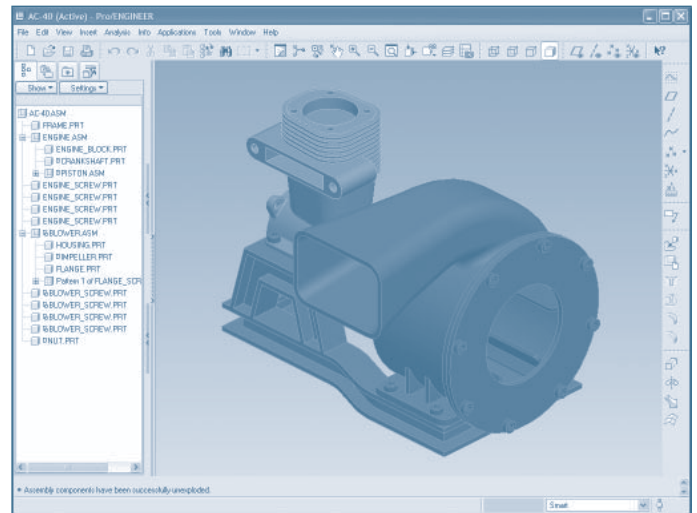 AC-40 (Active) - Pro/ENGINEER
File Edit View Insert Analysis Info Applications Tools Window Help
Show Settings
AC-40.ASM
FRAME.PRT
ENGINE.ASM
ENGINE_BLOCK.PRT
CRANKSHAFT.PRT
PISTON.ASM
ENGINE_SCREW.PRT
ENGINE_SCREW.PRT
ENGINE_SCREW.PRT
ENGINE_SCREW.PRT
BLOWER.ASM
HOUSING.PRT
IMPELLER.PRT
FLANGE.PRT
Pattern 1 of FLANGE_SCR
BLOWER_SCREW.PRT
BLOWER_SCREW.PRT
BLOWER_SCREW.PRT
BLOWER_SCREW.PRT
NUT.PRT
• Assembly components have been successfully unexploded.
Smart